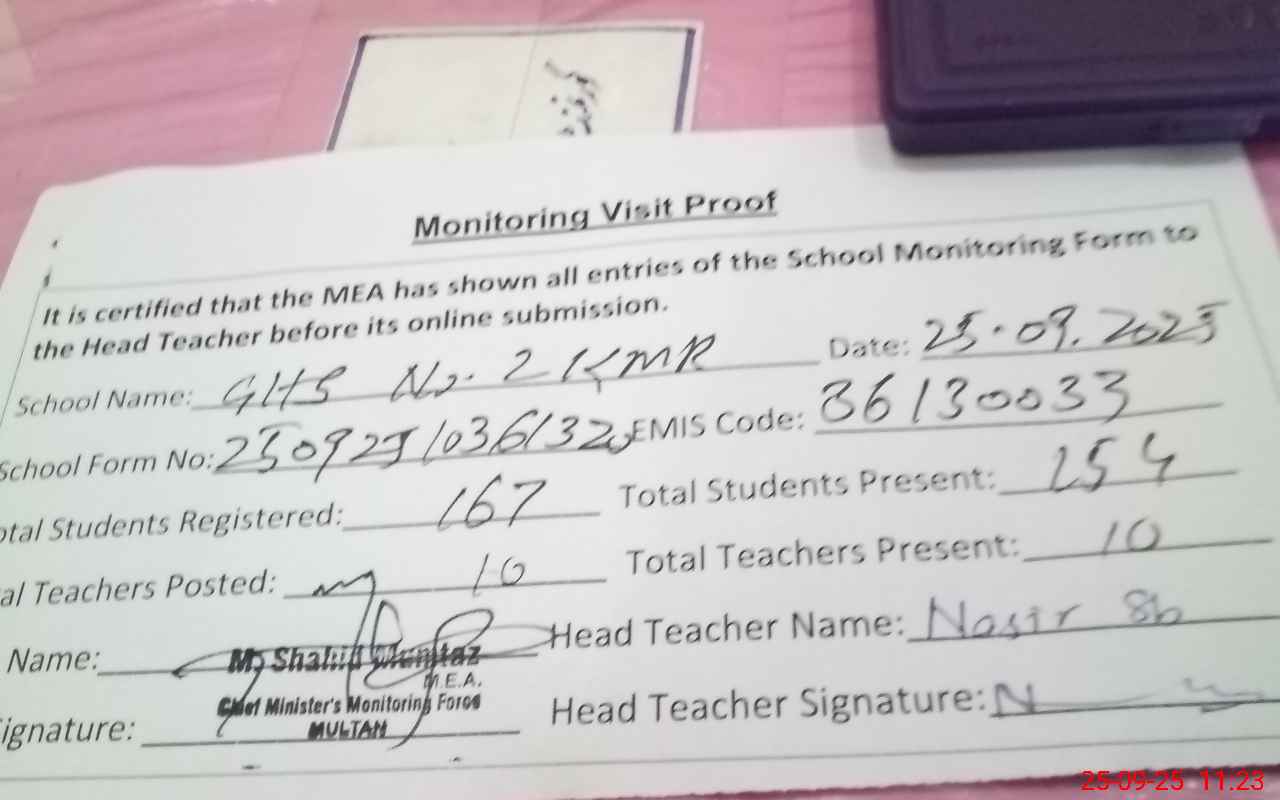 Monitoring Visit Proof
It is certified that the MEA has shown all entries of the School Monitoring Form to
the Head Teacher before its online submission.
School Name: GHS No. 2 KMR Date: 25.09.2025
School Form No: EMIS Code: 36130033
Total Students Registered: 167 Total Students Present: 154
al Teachers Posted: 10 Total Teachers Present: 10
Name: M. Shahid Mumtaz Head Teacher Name: Nasir
M.E.A.
Chief Minister's Monitoring Force
MULTAN
ignature: Head Teacher Signature:
25-09-25 11:23